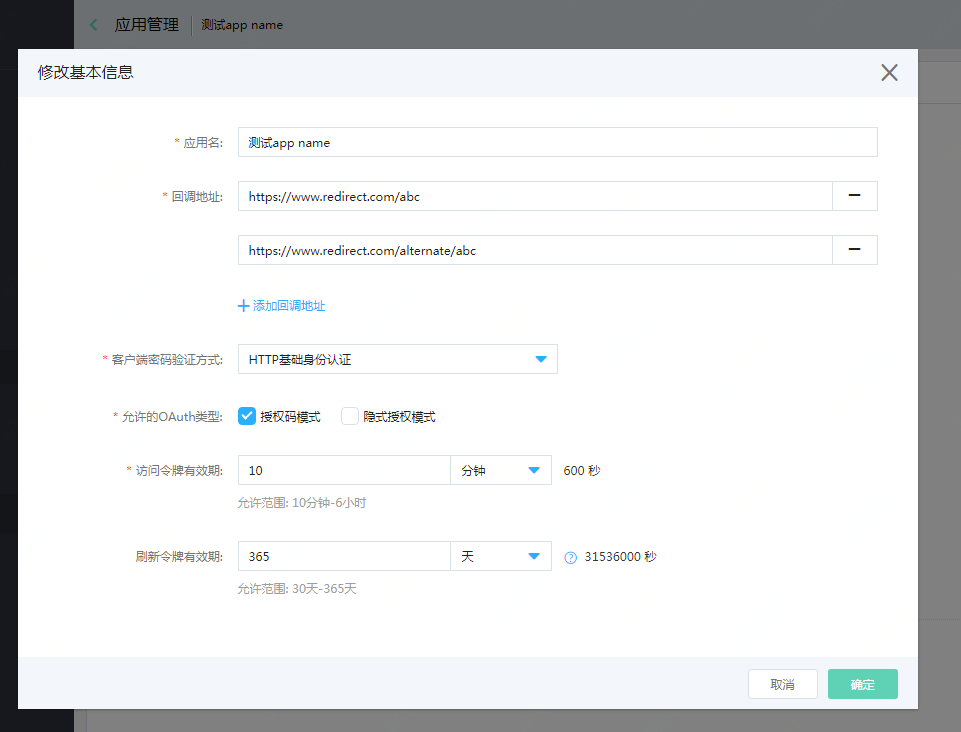 应用管理 测试app name
修改基本信息
* 应用名: 测试app name
* 回调地址: https://www.redirect.com/abc
https://www.redirect.com/alternate/abc
+ 添加回调地址
* 客户端密码验证方式: HTTP基础身份认证
* 允许的OAuth类型: 授权码模式 隐式授权模式
* 访问令牌有效期: 10 分钟 600 秒
允许范围: 10分钟-6小时
刷新令牌有效期: 365 天 ? 31536000 秒
允许范围: 30天-365天
取消 确定